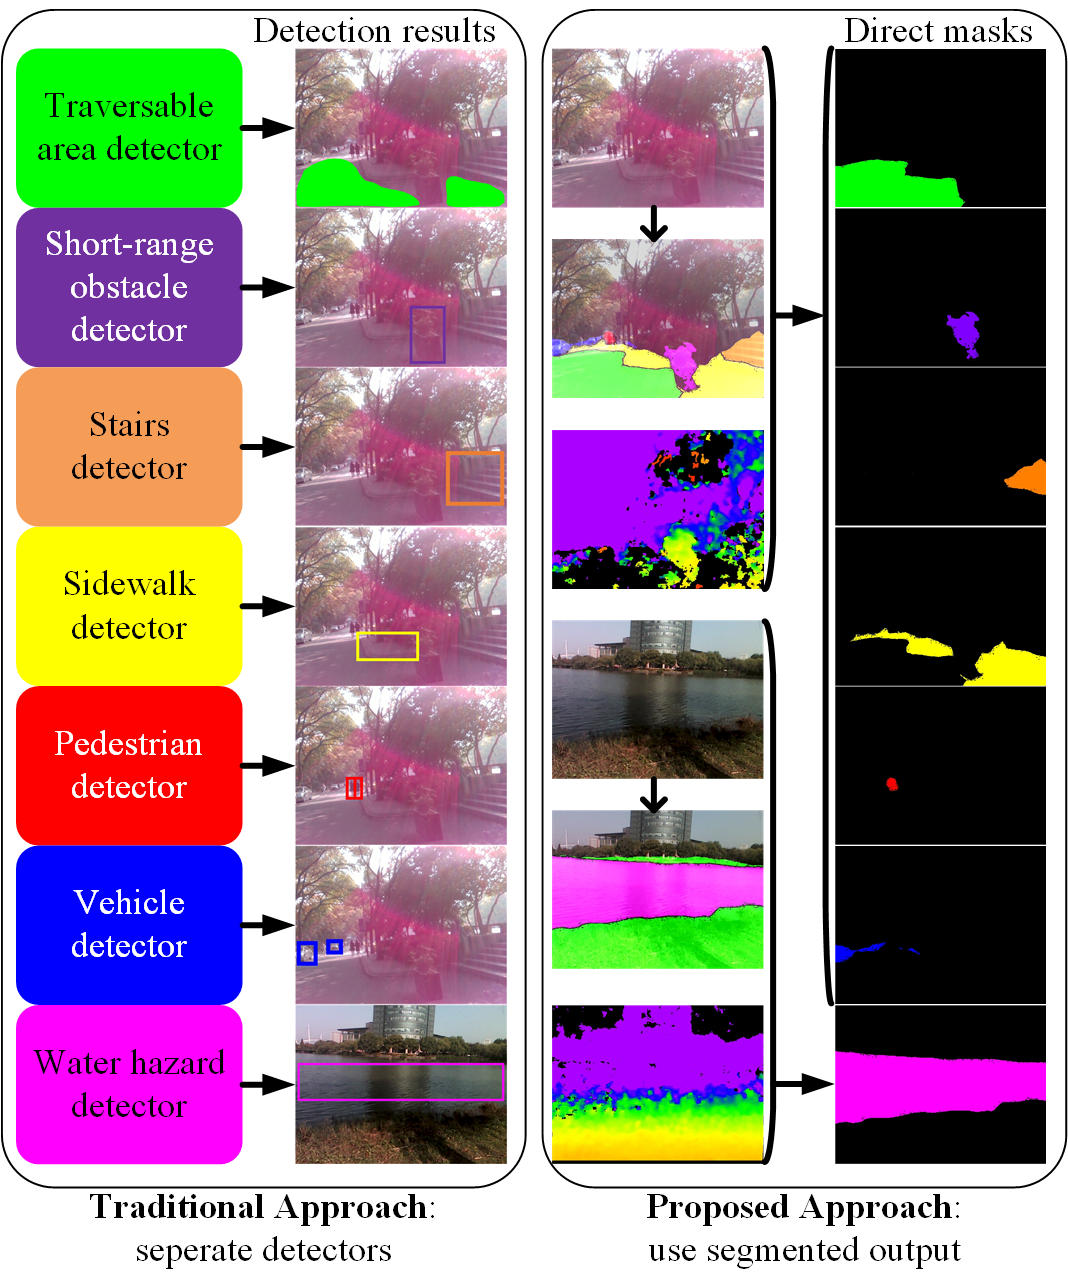 Detection results
Traversable
area detector
Short-range
obstacle
detector
Stairs
detector
Sidewalk
detector
Pedestrian
detector
Vehicle
detector
Water hazard
detector
Traditional Approach:
seperate detectors
Direct masks
Proposed Approach:
use segmented output